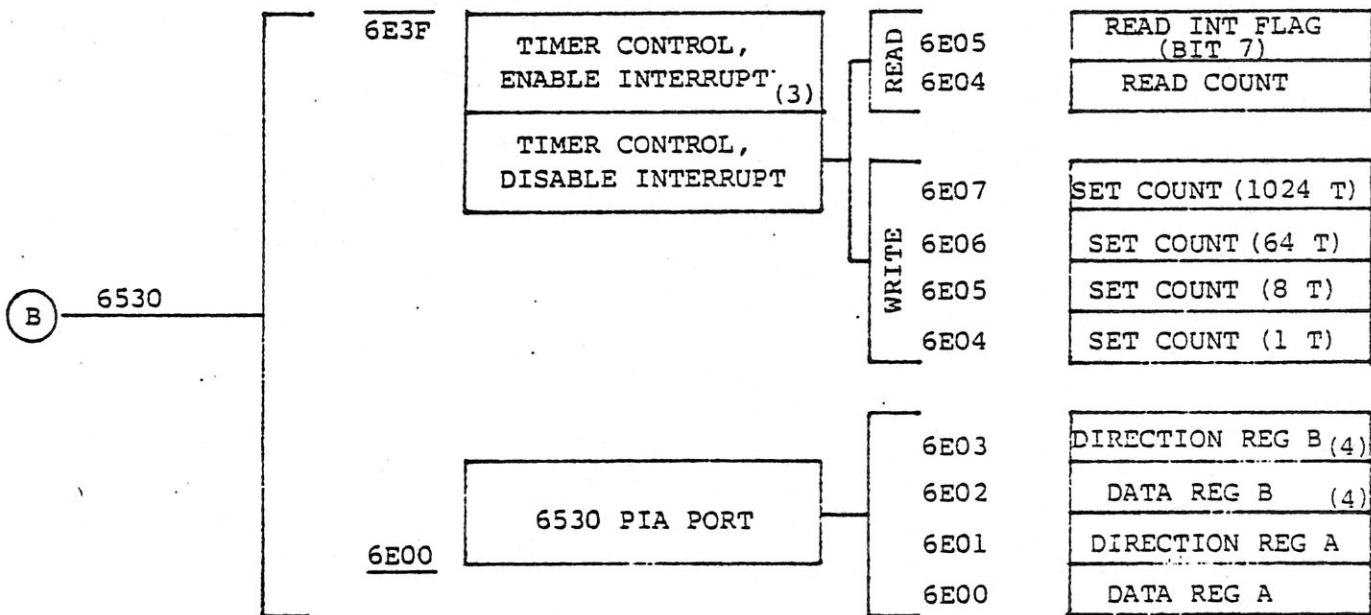 6E3F
TIMER CONTROL,
ENABLE INTERRUPT (3)
TIMER CONTROL,
DISABLE INTERRUPT
READ
6E05
READ INT FLAG
(BIT 7)
6E04
READ COUNT
WRITE
6E07
SET COUNT (1024 T)
6E06
SET COUNT (64 T)
6E05
SET COUNT (8 T)
6E04
SET COUNT (1 T)
B
6530
6530 PIA PORT
6E00
6E03
DIRECTION REG B (4)
6E02
DATA REG B (4)
6E01
DIRECTION REG A
6E00
DATA REG A